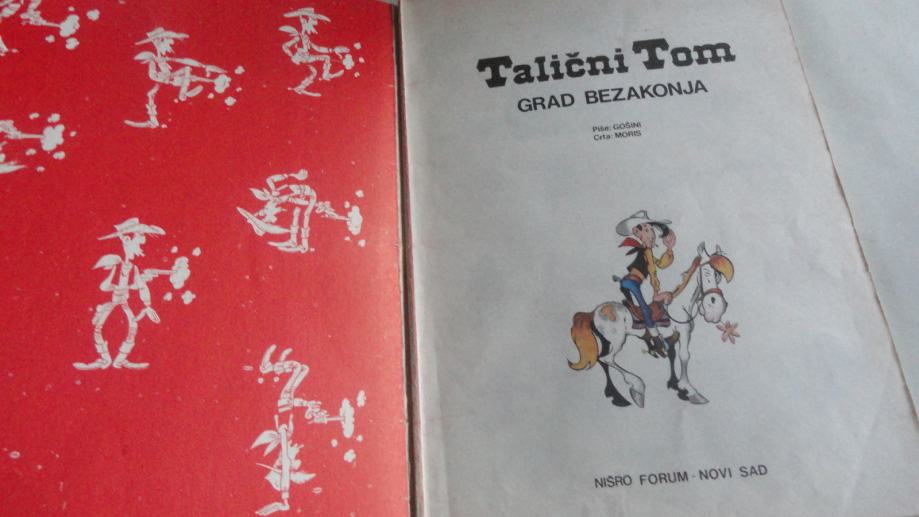 Talični Tom
GRAD BEZAKONJA
Piše: GOŠINI
Crta: MORIS
NIŠRO FORUM - NOVI SAD